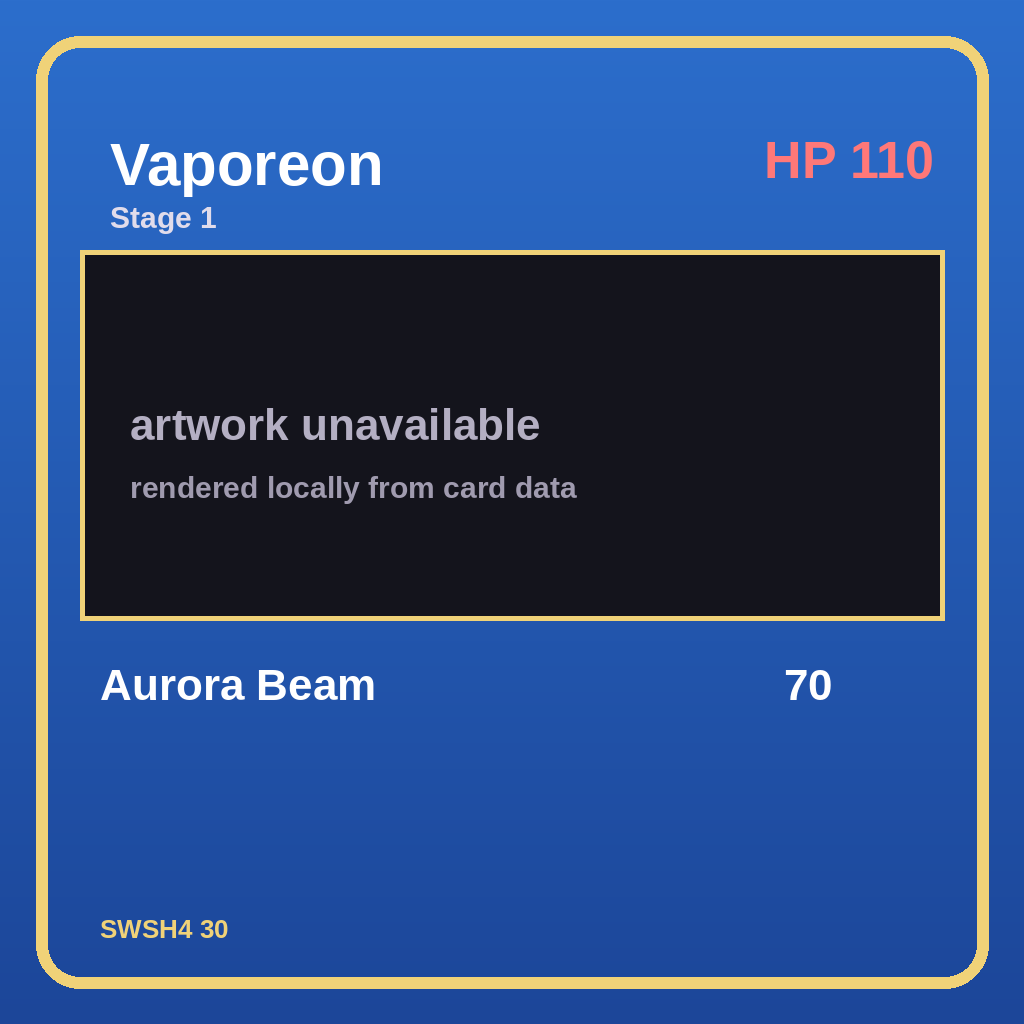 Vaporeon
HP 110
Stage 1
artwork unavailable
rendered locally from card data
Aurora Beam
70
SWSH4 30